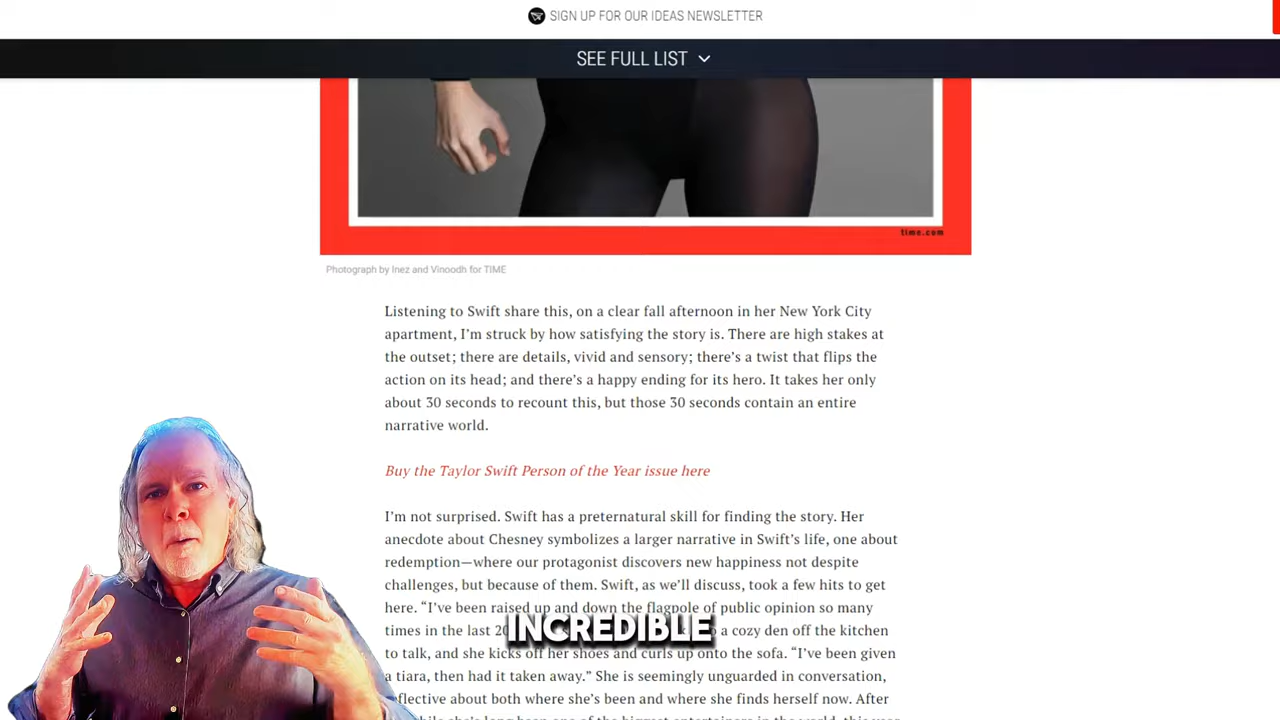 SIGN UP FOR OUR IDEAS NEWSLETTER
SEE FULL LIST
time.com
Photograph by Inez and Vinoodh for TIME
Listening to Swift share this, on a clear fall afternoon in her New York City
apartment, I’m struck by how satisfying the story is. There are high stakes at
the outset; there are details, vivid and sensory; there’s a twist that flips the
action on its head; and there’s a happy ending for its hero. It takes her only
about 30 seconds to recount this, but those 30 seconds contain an entire
narrative world.
Buy the Taylor Swift Person of the Year issue here
I’m not surprised. Swift has a preternatural skill for finding the story. Her
anecdote about Chesney symbolizes a larger narrative in Swift’s life, one about
redemption—where our protagonist discovers new happiness not despite
challenges, but because of them. Swift, as we’ll discuss, took a few hits to get
here. “I’ve been raised up and down the flagpole of public opinion so many
times in the last a cozy den off the kitchen
INCREDIBLE
to talk, and she kicks off her shoes and curls up onto the sofa. “I’ve been given
a tiara, then had it taken away.” She is seemingly unguarded in conversation,
reflective about both where she’s been and where she finds herself now. After